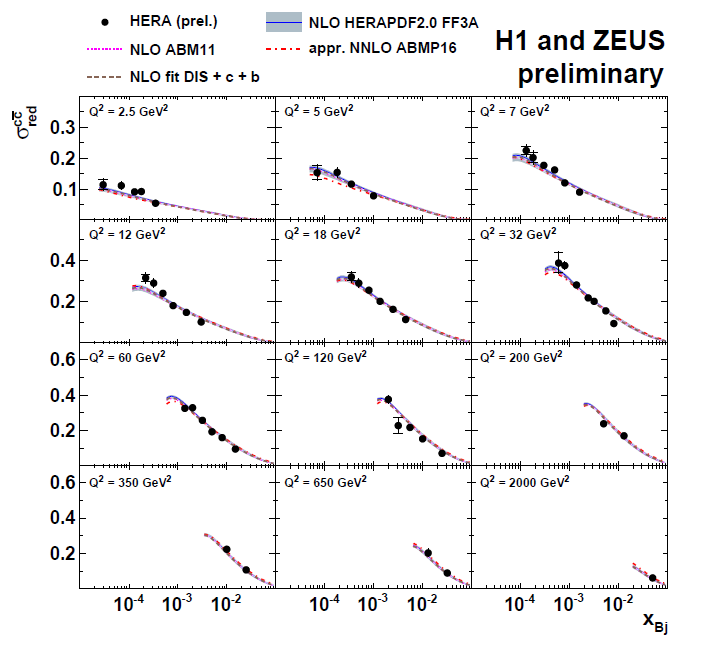 HERA (prel.)
NLO HERAPDF2.0 FF3A
NLO ABM11
appr. NNLO ABMP16
NLO fit DIS + c + b
H1 and ZEUS
preliminary
σ_red^cc̅
Q² = 2.5 GeV²
Q² = 5 GeV²
Q² = 7 GeV²
0.3
0.2
0.1
Q² = 12 GeV²
Q² = 18 GeV²
Q² = 32 GeV²
0.4
0.2
Q² = 60 GeV²
Q² = 120 GeV²
Q² = 200 GeV²
0.6
0.4
0.2
Q² = 350 GeV²
Q² = 650 GeV²
Q² = 2000 GeV²
0.6
0.4
0.2
10⁻⁴ 10⁻³ 10⁻² 10⁻⁴ 10⁻³ 10⁻² 10⁻⁴ 10⁻³ 10⁻²
x_Bj